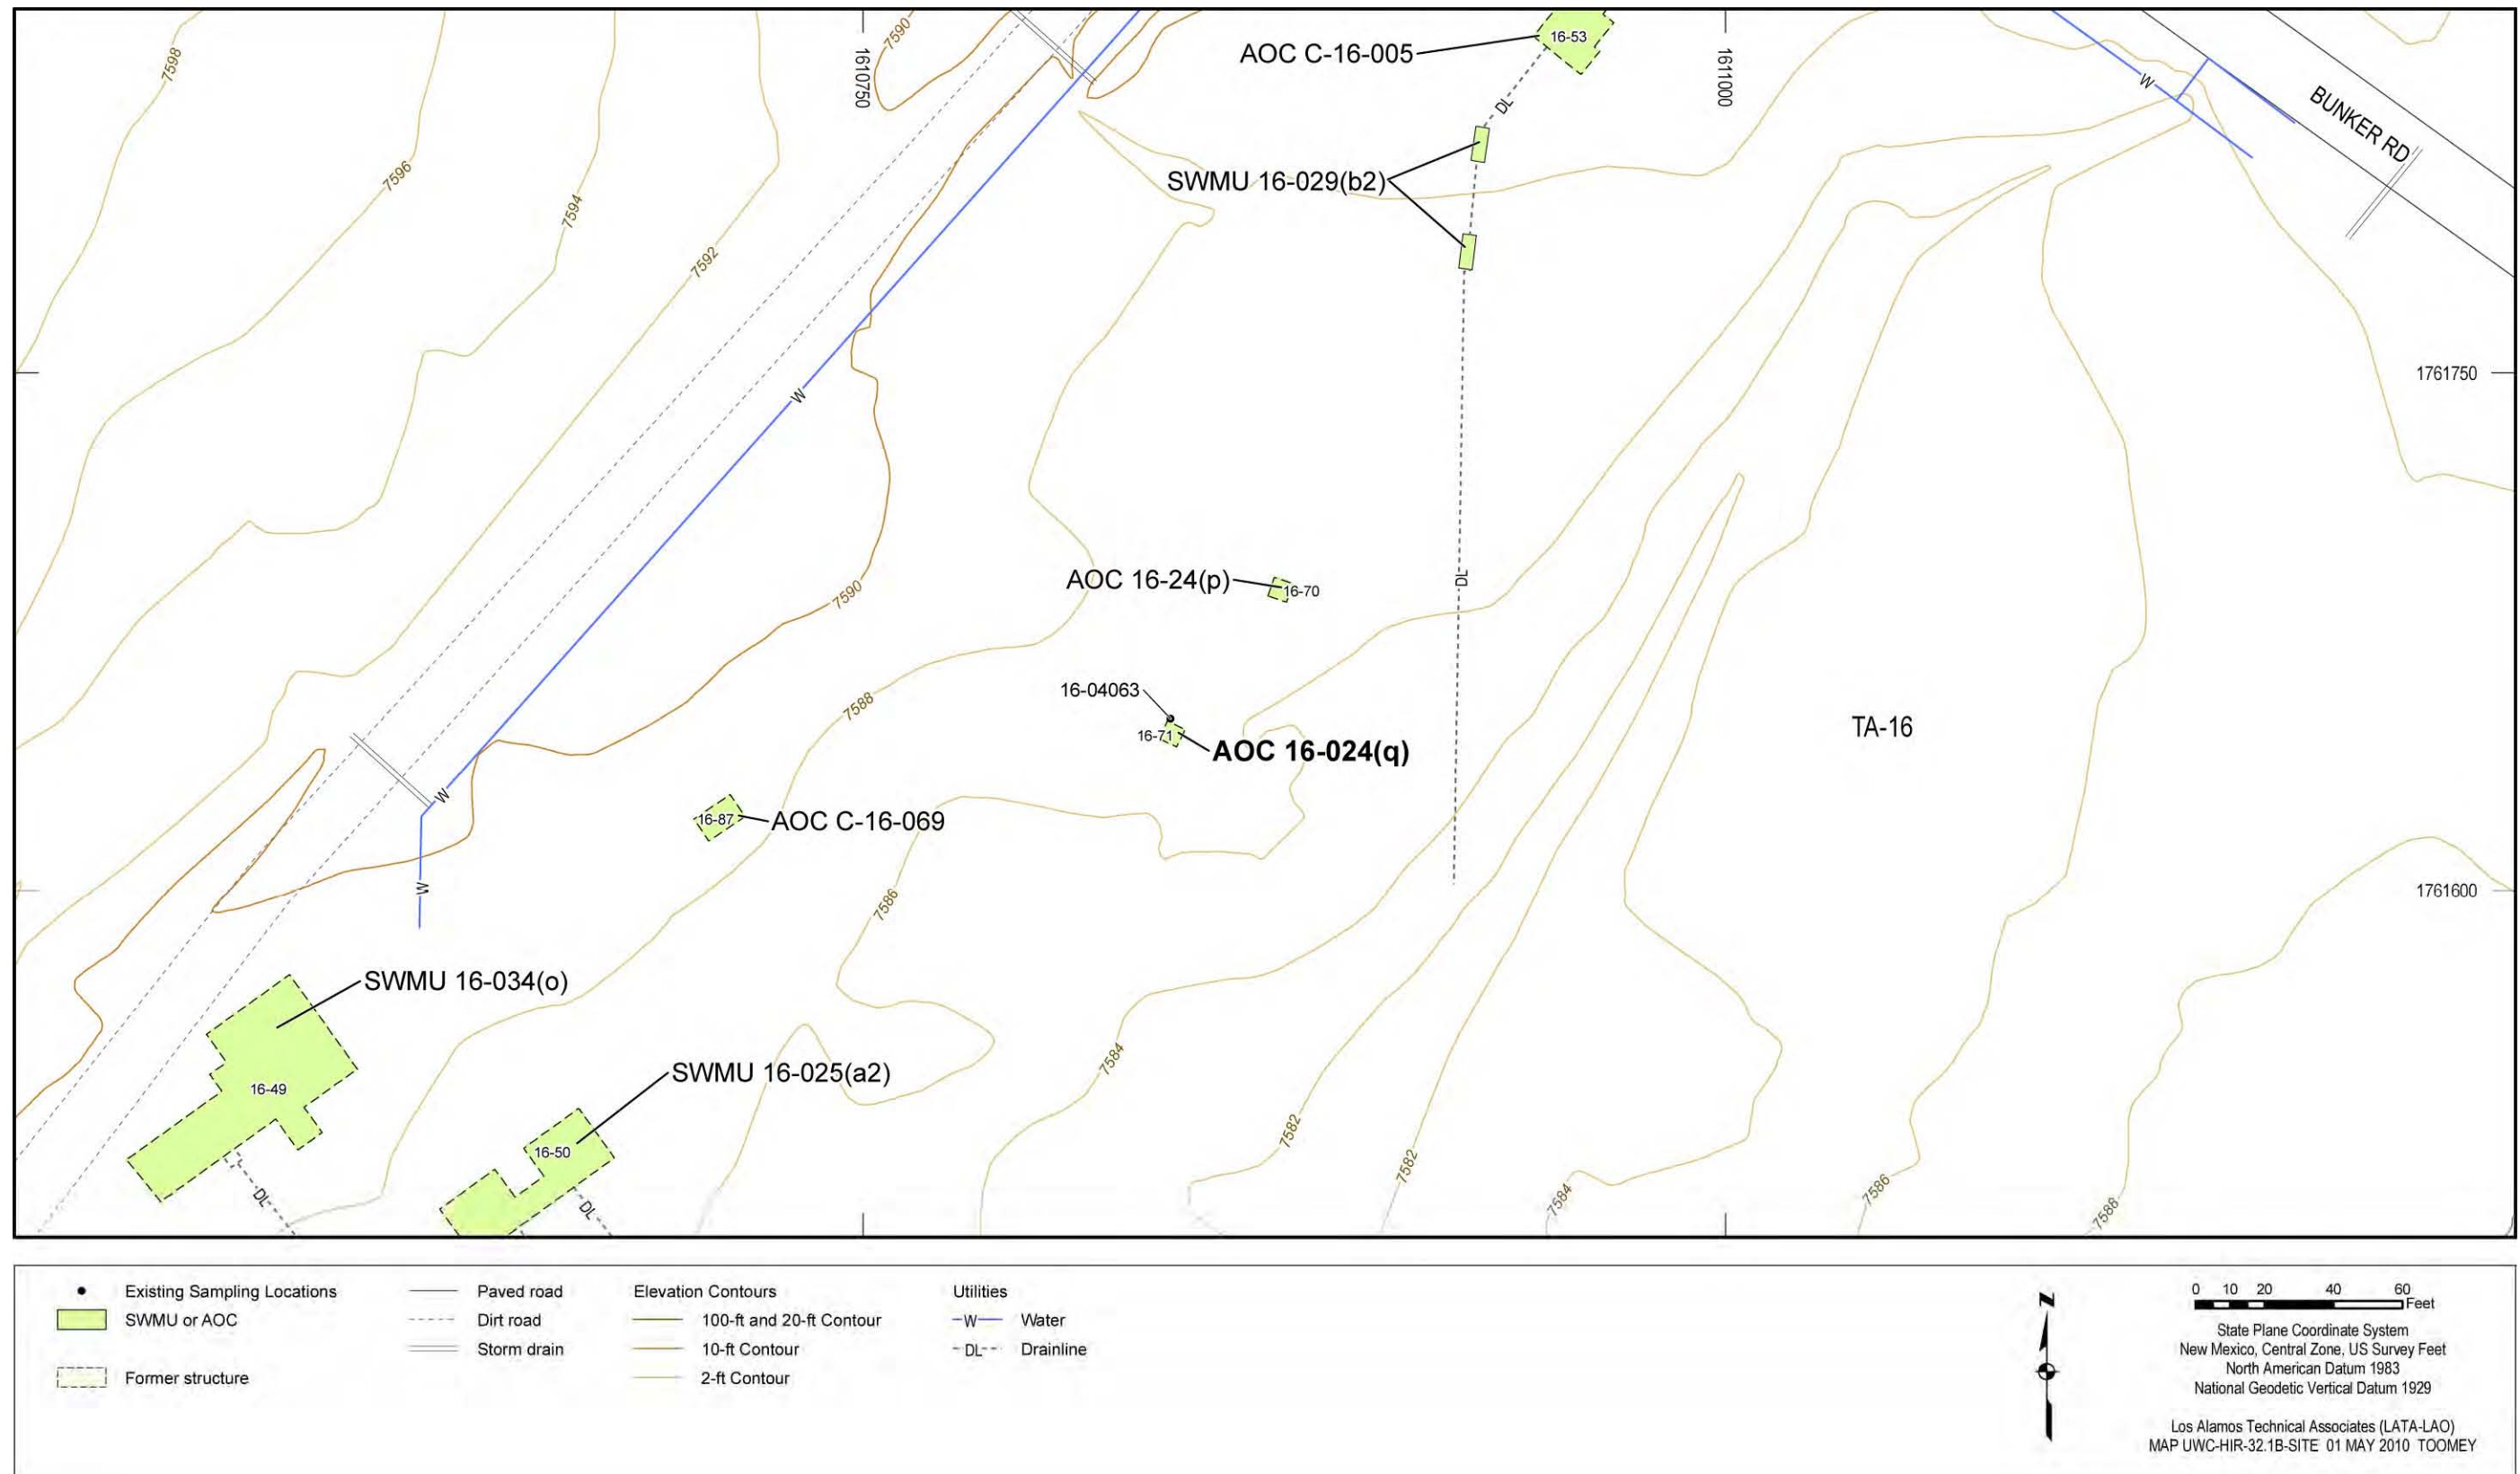 7598
7590
1610750
AOC C-16-005
16-53
1611000
W
BUNKER RD
DL
7596
SWMU 16-029(b2)
7594
7592
1761750
W
DL
AOC 16-24(p)
16-70
7590
16-04063
7588
16-71
AOC 16-024(q)
TA-16
W
16-87
AOC C-16-069
W
7586
1761600
SWMU 16-034(o)
16-49
7584
SWMU 16-025(a2)
16-50
7582
7582
7584
7586
7588
DL
DL
Existing Sampling Locations
SWMU or AOC
Former structure
Paved road
Dirt road
Storm drain
Elevation Contours
100-ft and 20-ft Contour
10-ft Contour
2-ft Contour
Utilities
W Water
DL Drainline
N
0 10 20 40 60
Feet
State Plane Coordinate System
New Mexico, Central Zone, US Survey Feet
North American Datum 1983
National Geodetic Vertical Datum 1929
Los Alamos Technical Associates (LATA-LAO)
MAP UWC-HIR-32.1B-SITE 01 MAY 2010 TOOMEY